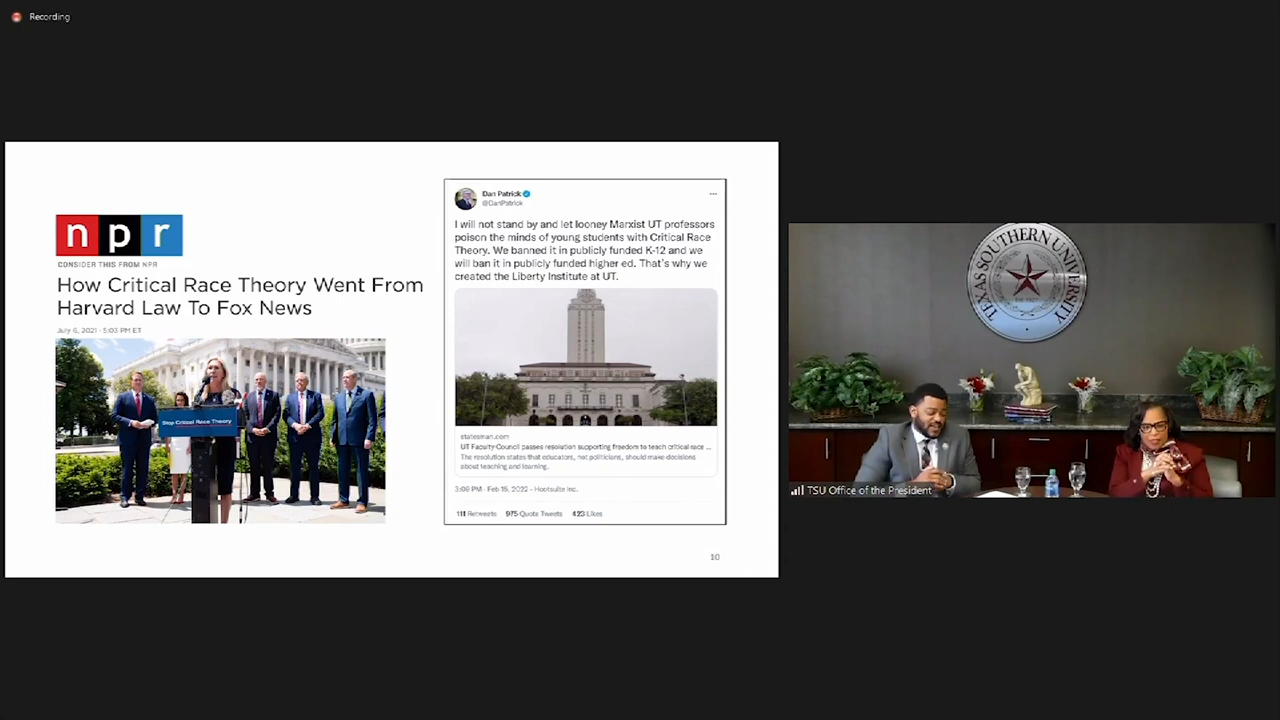 Recording
npr
CONSIDER THIS FROM NPR
How Critical Race Theory Went From
Harvard Law To Fox News
July 6, 2021 · 5:03 PM ET
Stop Critical Race Theory
Dan Patrick
@DanPatrick
...
I will not stand by and let looney Marxist UT professors
poison the minds of young students with Critical Race
Theory. We banned it in publicly funded K-12 and we
will ban it in publicly funded higher ed. That's why we
created the Liberty Institute at UT.
statesman.com
UT Faculty Council passes resolution supporting freedom to teach critical race ...
The resolution states that educators, not politicians, should make decisions
about teaching and learning.
3:09 PM · Feb 15, 2022 · Hootsuite Inc.
111 Retweets 975 Quote Tweets 423 Likes
10
TEXAS SOUTHERN UNIVERSITY
TSU Office of the President